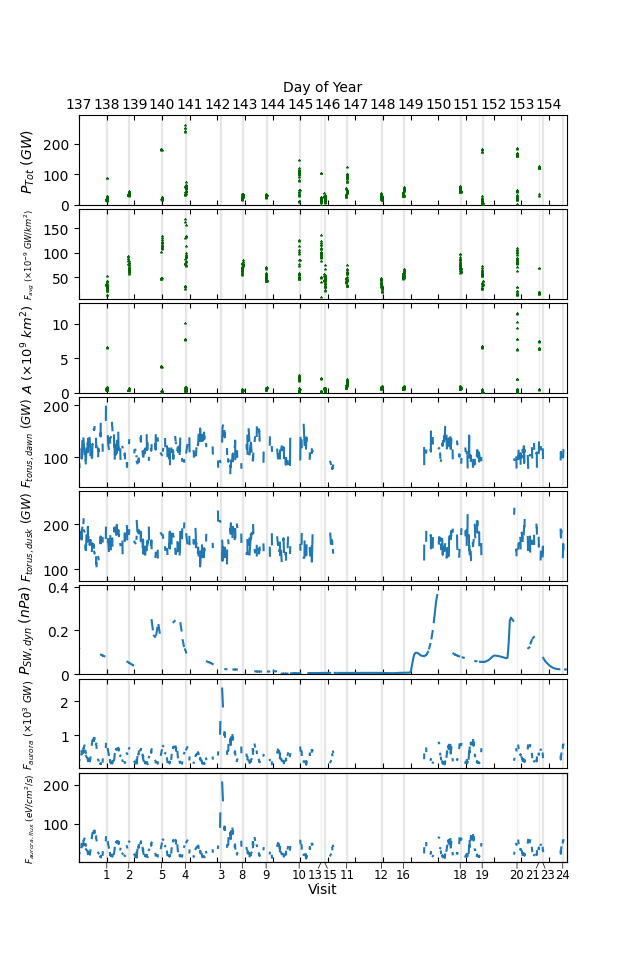 Day of Year
137 138 139 140 141 142 143 144 145 146 147 148 149 150 151 152 153 154
P_Tot (GW)
200
100
0
F_avg (×10⁻⁹ GW/km²)
150
100
50
A (×10⁹ km²)
10
5
0
F_torus,dawn (GW)
200
100
F_torus,dusk (GW)
200
100
P_SW,dyn (nPa)
0.4
0.2
0
F_aurora (×10³ GW)
2
1
F_aurora,flux (eV/cm²/s)
200
100
1 2 5 4 3 8 9 10 13 15 11 12 16 18 19 20 21 23 24
Visit